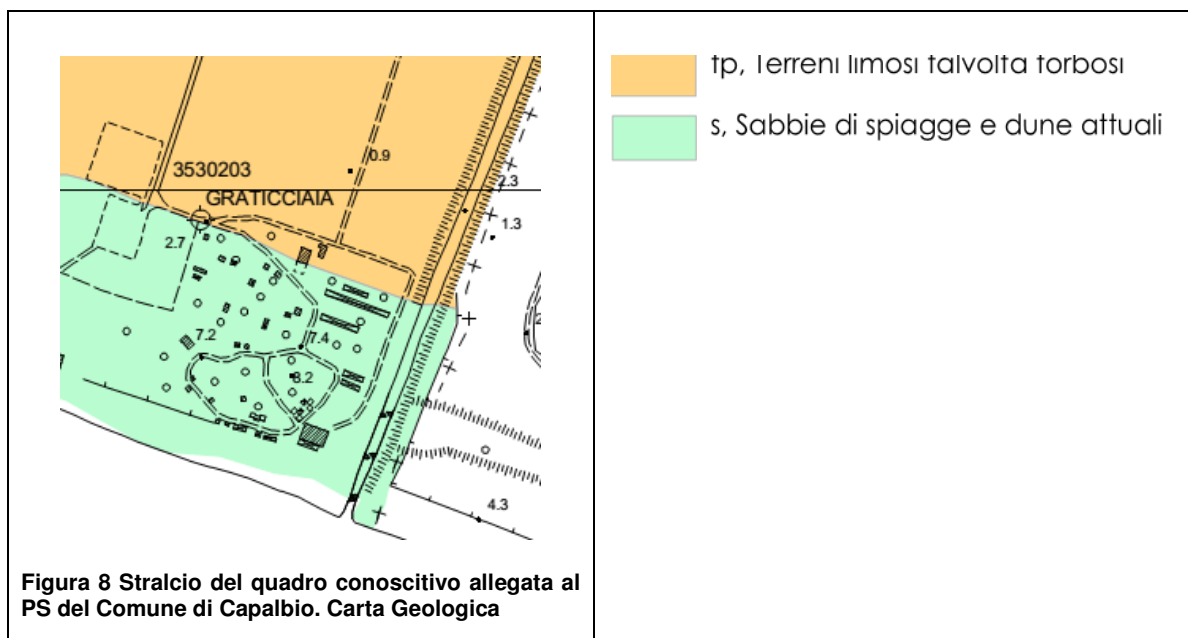 tp, Terreni limosi talvolta torbosi
s, Sabbie di spiagge e dune attuali
0.9
3530203
2.3
GRATICCIAIA
1.3
2.7
7.2
7.4
8.2
4.3
Figura 8 Stralcio del quadro conoscitivo allegata al
PS del Comune di Capalbio. Carta Geologica